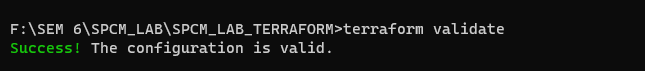 F:\SEM 6\SPCM_LAB\SPCM_LAB_TERRAFORM>terraform validate
Success! The configuration is valid.